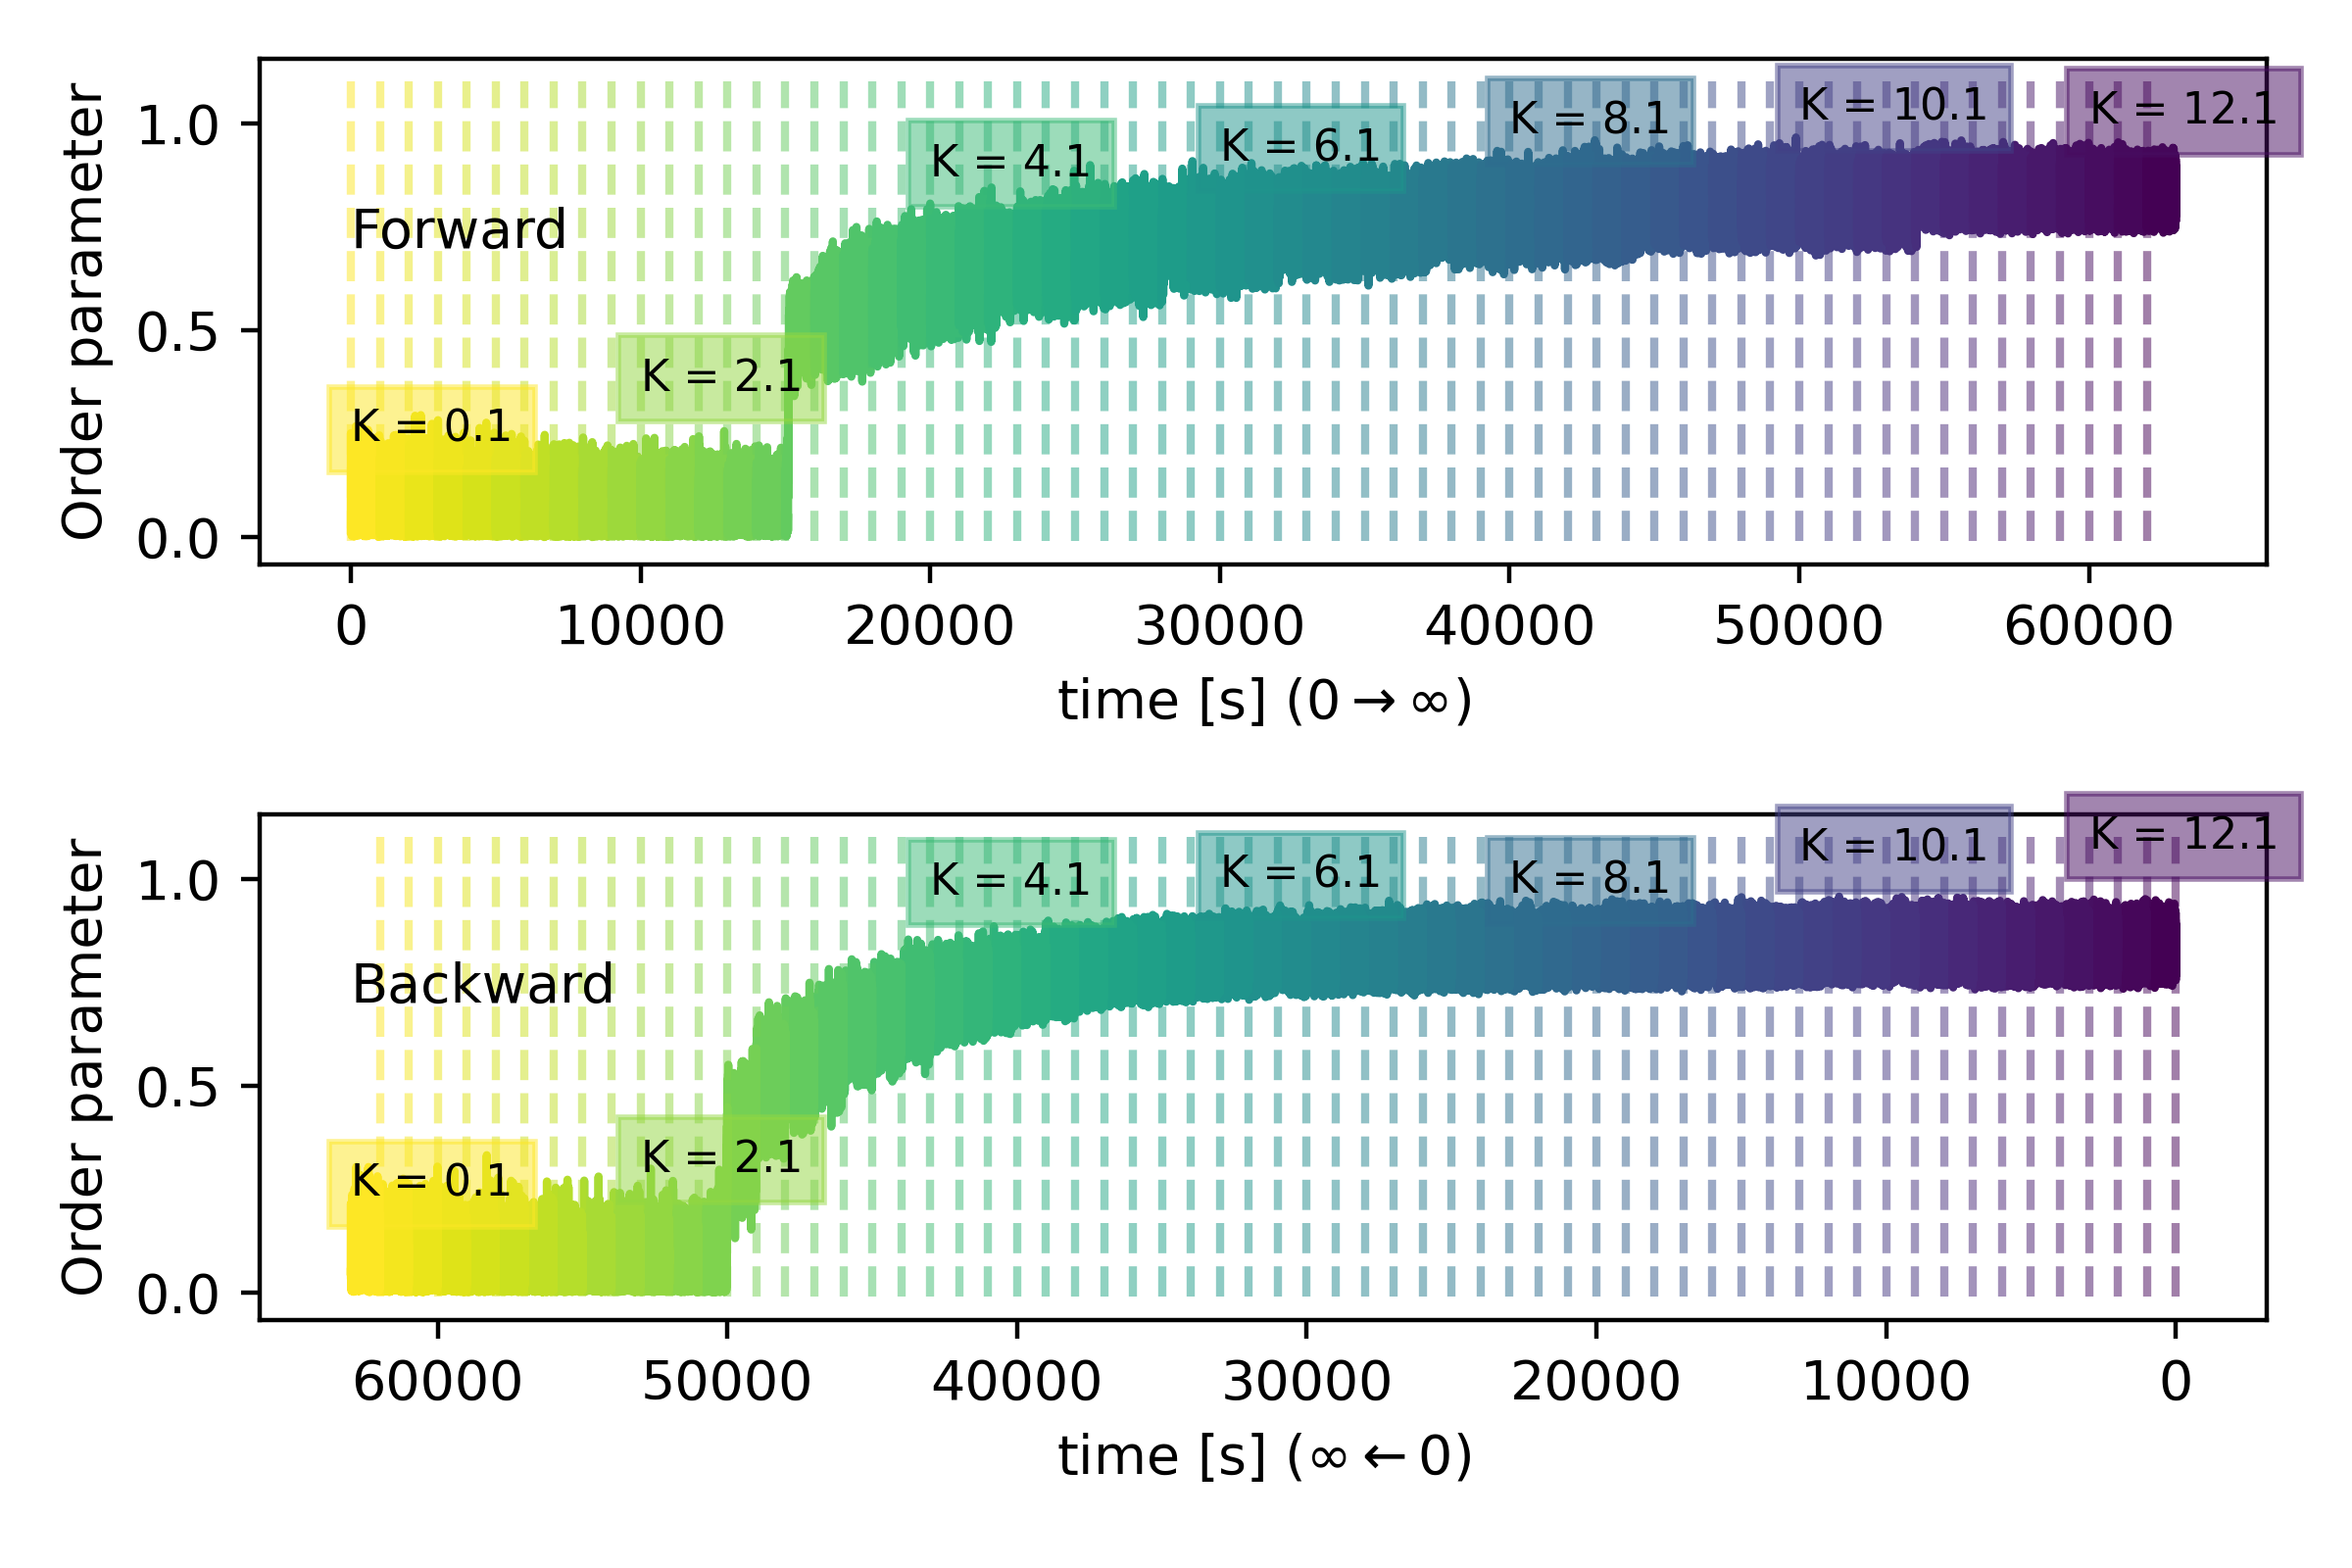 Order parameter
1.0
0.5
0.0
Forward
K = 0.1
K = 2.1
K = 4.1
K = 6.1
K = 8.1
K = 10.1
K = 12.1
0 10000 20000 30000 40000 50000 60000
time [s] (0 → ∞)
Order parameter
1.0
0.5
0.0
Backward
K = 0.1
K = 2.1
K = 4.1
K = 6.1
K = 8.1
K = 10.1
K = 12.1
60000 50000 40000 30000 20000 10000 0
time [s] (∞ ← 0)